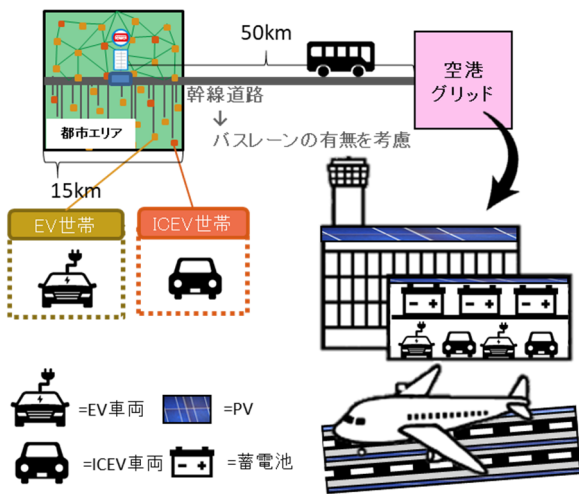 50km
空港
グリッド
幹線道路
↓
バスレーンの有無を考慮
都市エリア
15km
EV世帯
ICEV世帯
=EV車両
=PV
=ICEV車両
=蓄電池